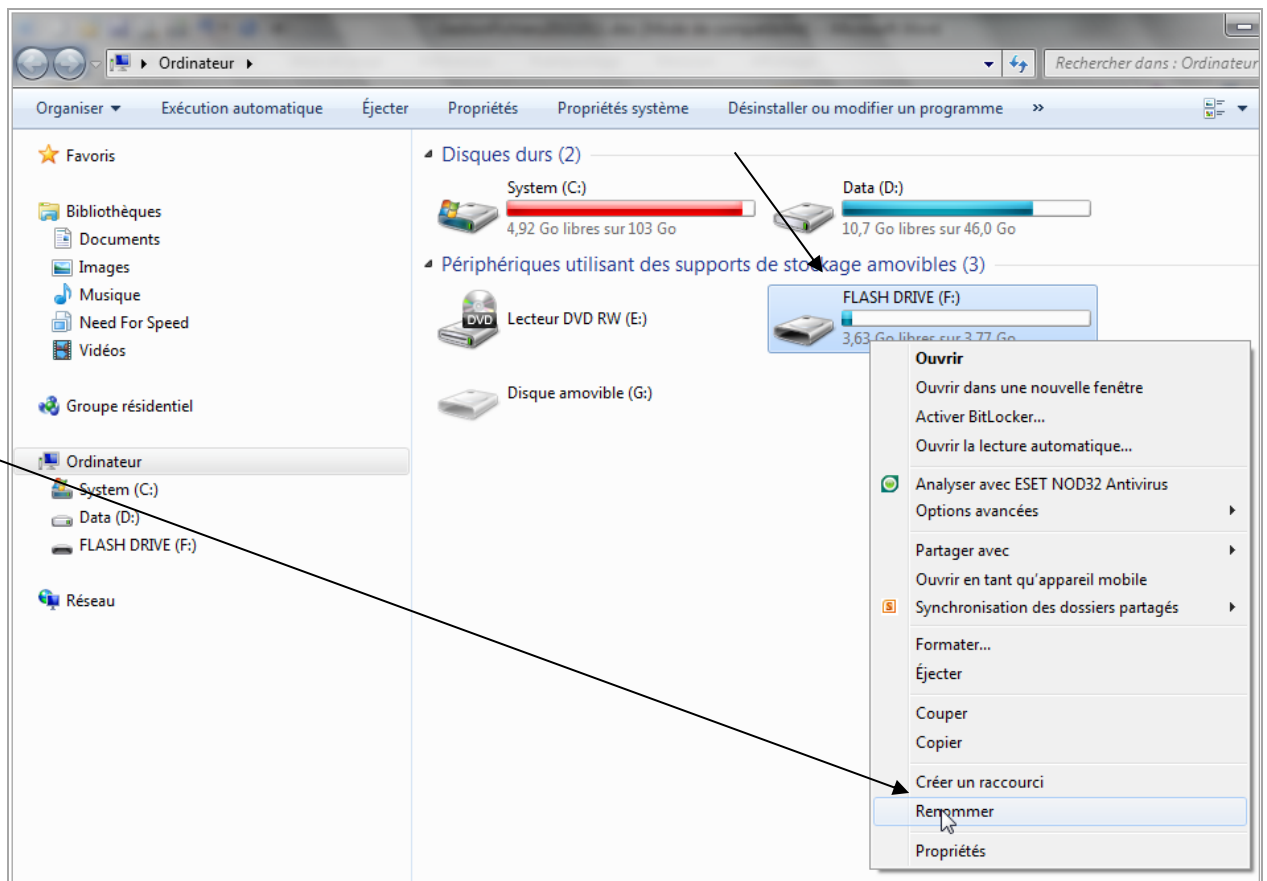 Ordinateur
Rechercher dans : Ordinateur
Organiser
Exécution automatique
Éjecter
Propriétés
Propriétés système
Désinstaller ou modifier un programme
»
Favoris
Bibliothèques
Documents
Images
Musique
Need For Speed
Vidéos
Groupe résidentiel
Ordinateur
System (C:)
Data (D:)
FLASH DRIVE (F:)
Réseau
Disques durs (2)
System (C:)
4,92 Go libres sur 103 Go
Data (D:)
10,7 Go libres sur 46,0 Go
Périphériques utilisant des supports de stockage amovibles (3)
DVD
Lecteur DVD RW (E:)
FLASH DRIVE (F:)
3,63 Go libres sur 3,77 Go
Disque amovible (G:)
Ouvrir
Ouvrir dans une nouvelle fenêtre
Activer BitLocker...
Ouvrir la lecture automatique...
Analyser avec ESET NOD32 Antivirus
Options avancées
Partager avec
Ouvrir en tant qu'appareil mobile
Synchronisation des dossiers partagés
Formater...
Éjecter
Couper
Copier
Créer un raccourci
Renommer
Propriétés